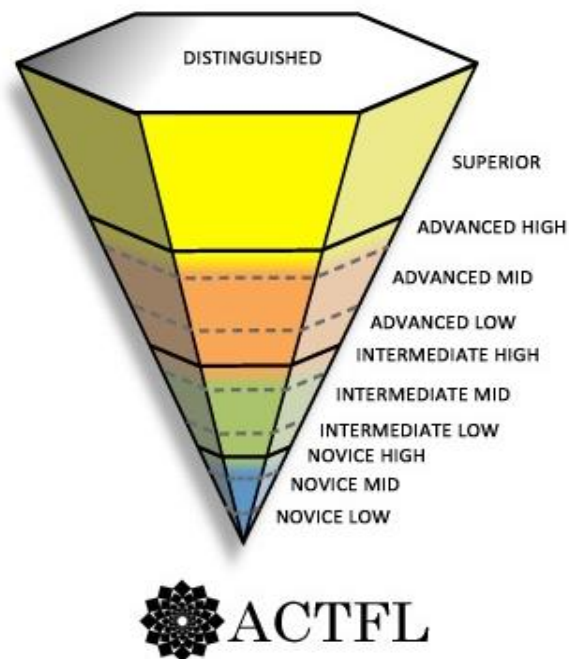 DISTINGUISHED
SUPERIOR
ADVANCED HIGH
ADVANCED MID
ADVANCED LOW
INTERMEDIATE HIGH
INTERMEDIATE MID
INTERMEDIATE LOW
NOVICE HIGH
NOVICE MID
NOVICE LOW
ACTFL